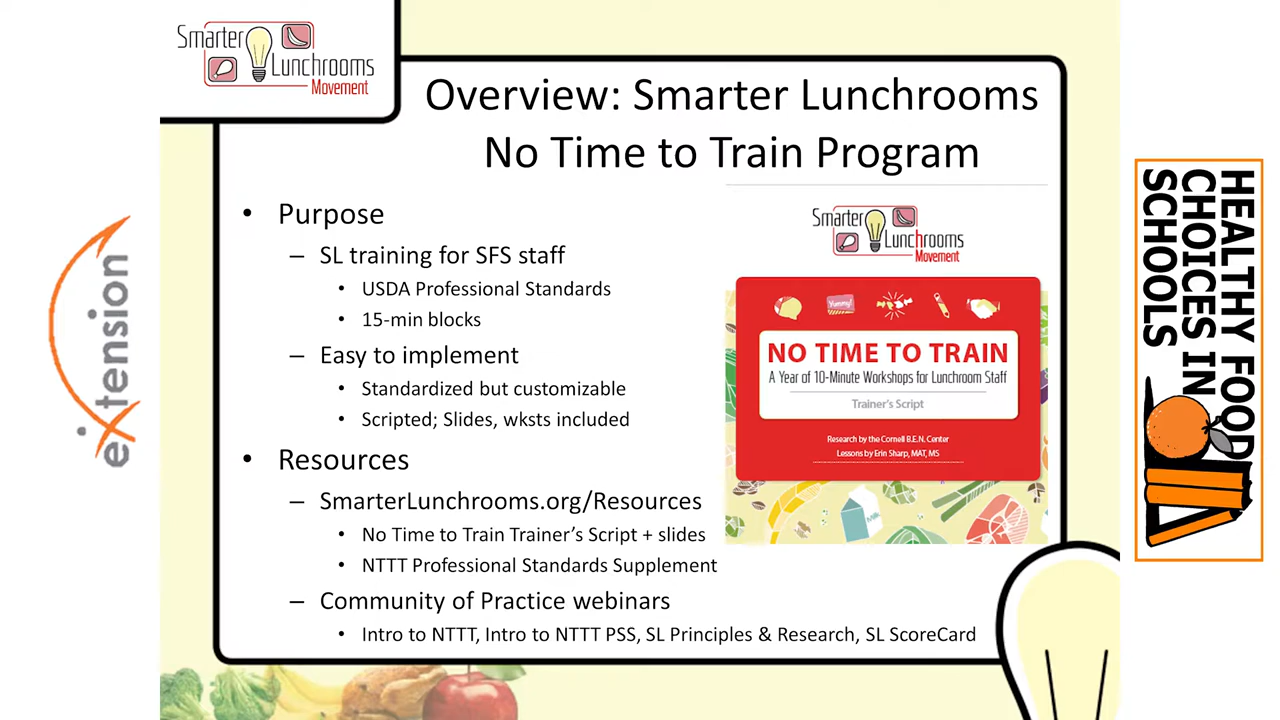 Smarter
Lunchrooms
Movement
Overview: Smarter Lunchrooms
No Time to Train Program
• Purpose
– SL training for SFS staff
• USDA Professional Standards
• 15-min blocks
– Easy to implement
• Standardized but customizable
• Scripted; Slides, wksts included
• Resources
– SmarterLunchrooms.org/Resources
• No Time to Train Trainer’s Script + slides
• NTTT Professional Standards Supplement
– Community of Practice webinars
• Intro to NTTT, Intro to NTTT PSS, SL Principles & Research, SL ScoreCard
Smarter
Lunchrooms
Movement
Yummy!
NO TIME TO TRAIN
A Year of 10-Minute Workshops for Lunchroom Staff
Trainer's Script
Research by the Cornell B.E.N. Center
Lessons by Erin Sharp, MAT, MS
MILK
eXtension
HEALTHY FOOD
CHOICES IN
SCHOOLS